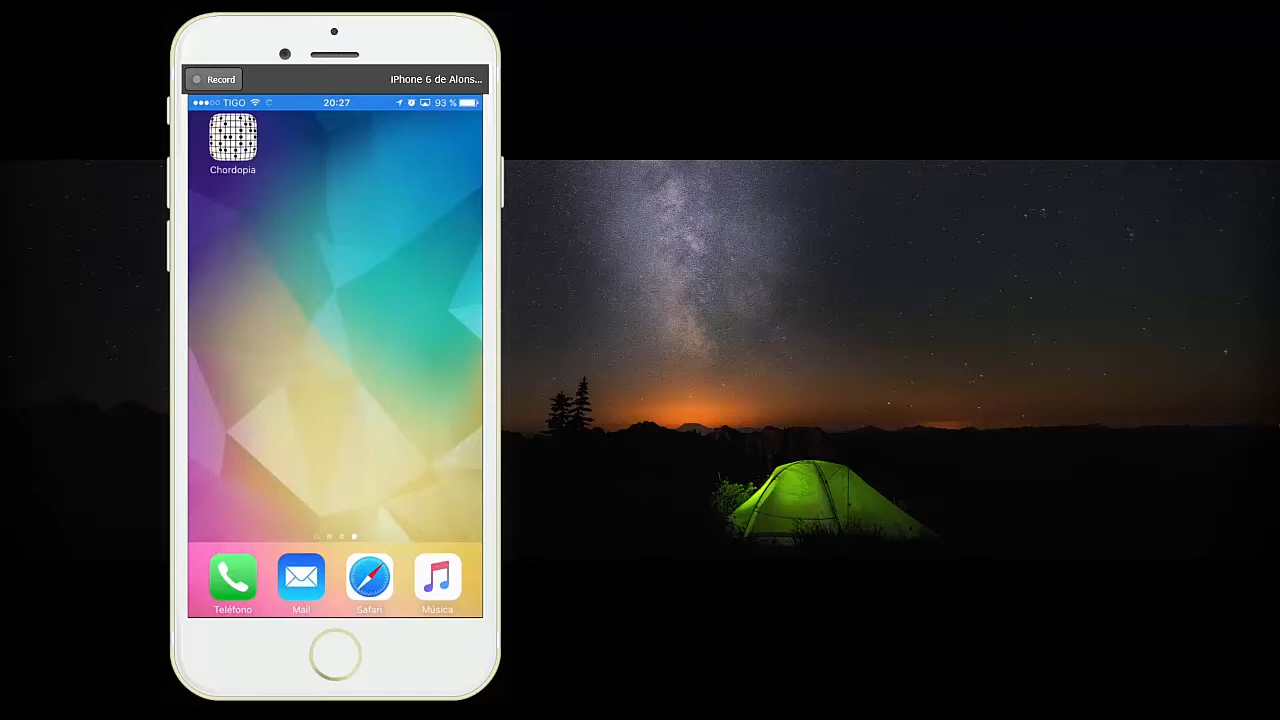 Record
iPhone 6 de Alons...
TIGO
20:27
93 %
Chordopia
Teléfono
Mail
Safari
Música